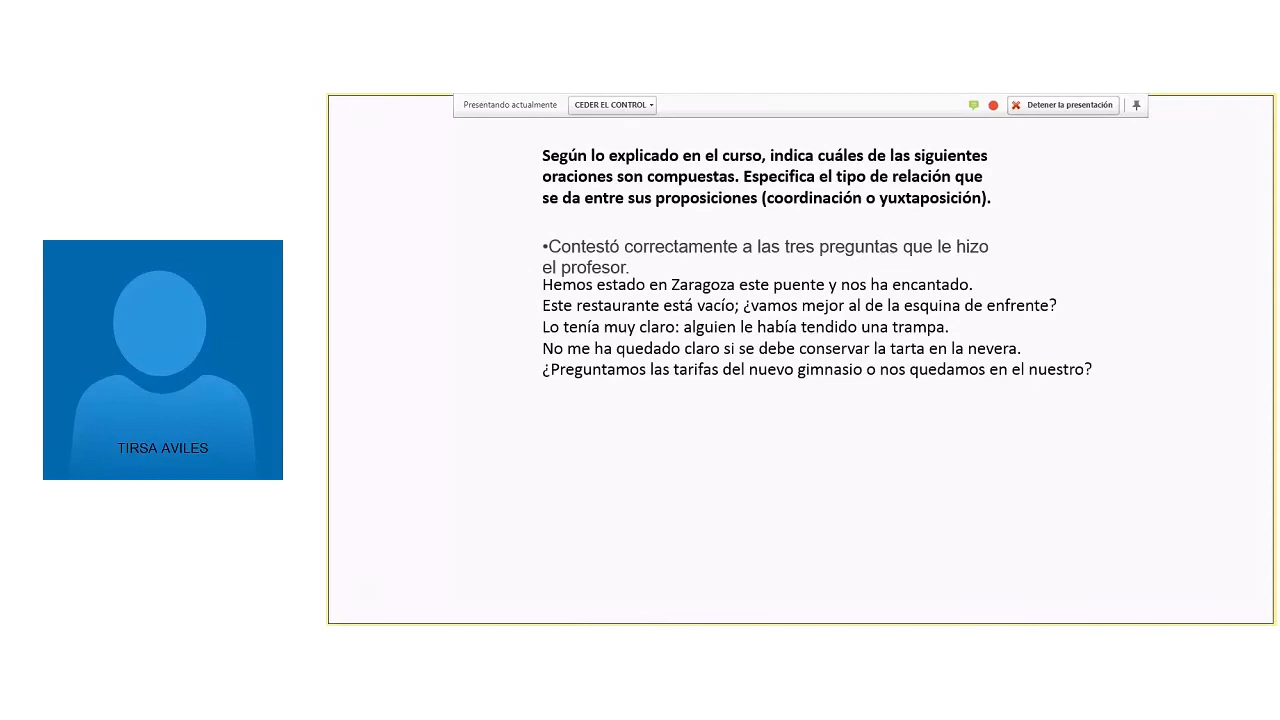 Presentando actualmente CEDER EL CONTROL Detener la presentación
Según lo explicado en el curso, indica cuáles de las siguientes
oraciones son compuestas. Especifica el tipo de relación que
se da entre sus proposiciones (coordinación o yuxtaposición).
•Contestó correctamente a las tres preguntas que le hizo
el profesor.
Hemos estado en Zaragoza este puente y nos ha encantado.
Este restaurante está vacío; ¿vamos mejor al de la esquina de enfrente?
Lo tenía muy claro: alguien le había tendido una trampa.
No me ha quedado claro si se debe conservar la tarta en la nevera.
¿Preguntamos las tarifas del nuevo gimnasio o nos quedamos en el nuestro?
TIRSA AVILES